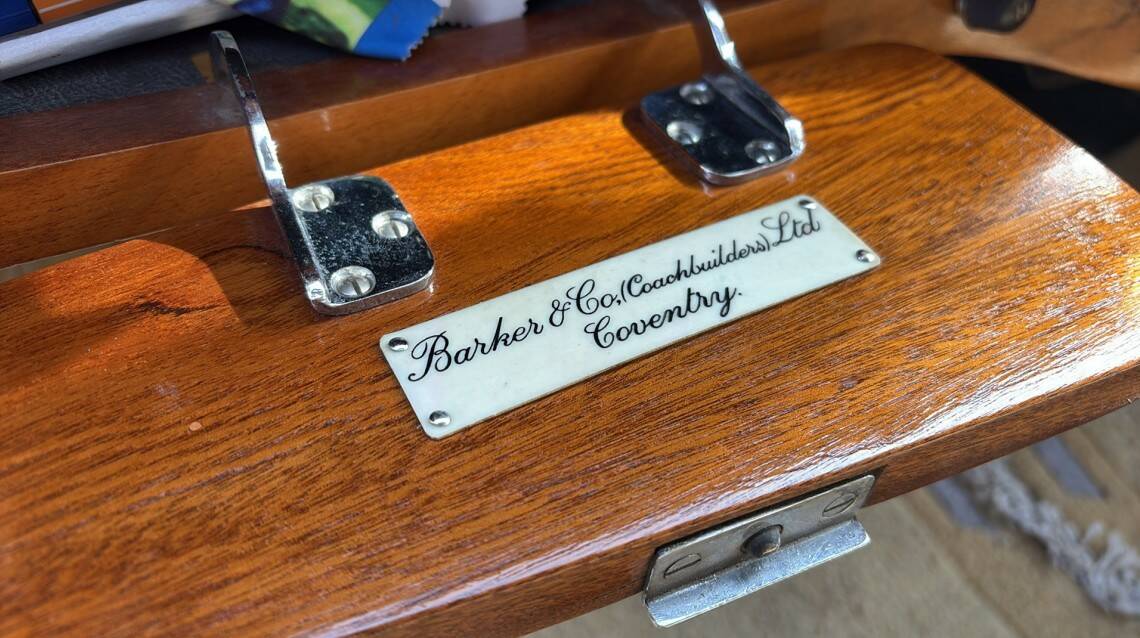 Barker & Co, (Coachbuilders) Ltd
Coventry.